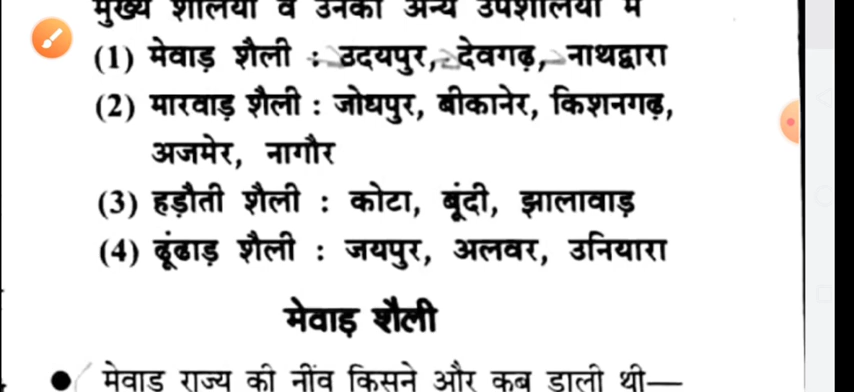 मुख्य शैलियों व उनकी अन्य उपशैलियों में
(1) मेवाड़ शैली : उदयपुर, देवगढ़, नाथद्वारा
(2) मारवाड़ शैली : जोधपुर, बीकानेर, किशनगढ़,
अजमेर, नागौर
(3) हड़ौती शैली : कोटा, बूंदी, झालावाड़
(4) ढूंढाड़ शैली : जयपुर, अलवर, उनियारा
मेवाड़ शैली
● मेवाड़ राज्य की नींव किसने और कब डाली थी—